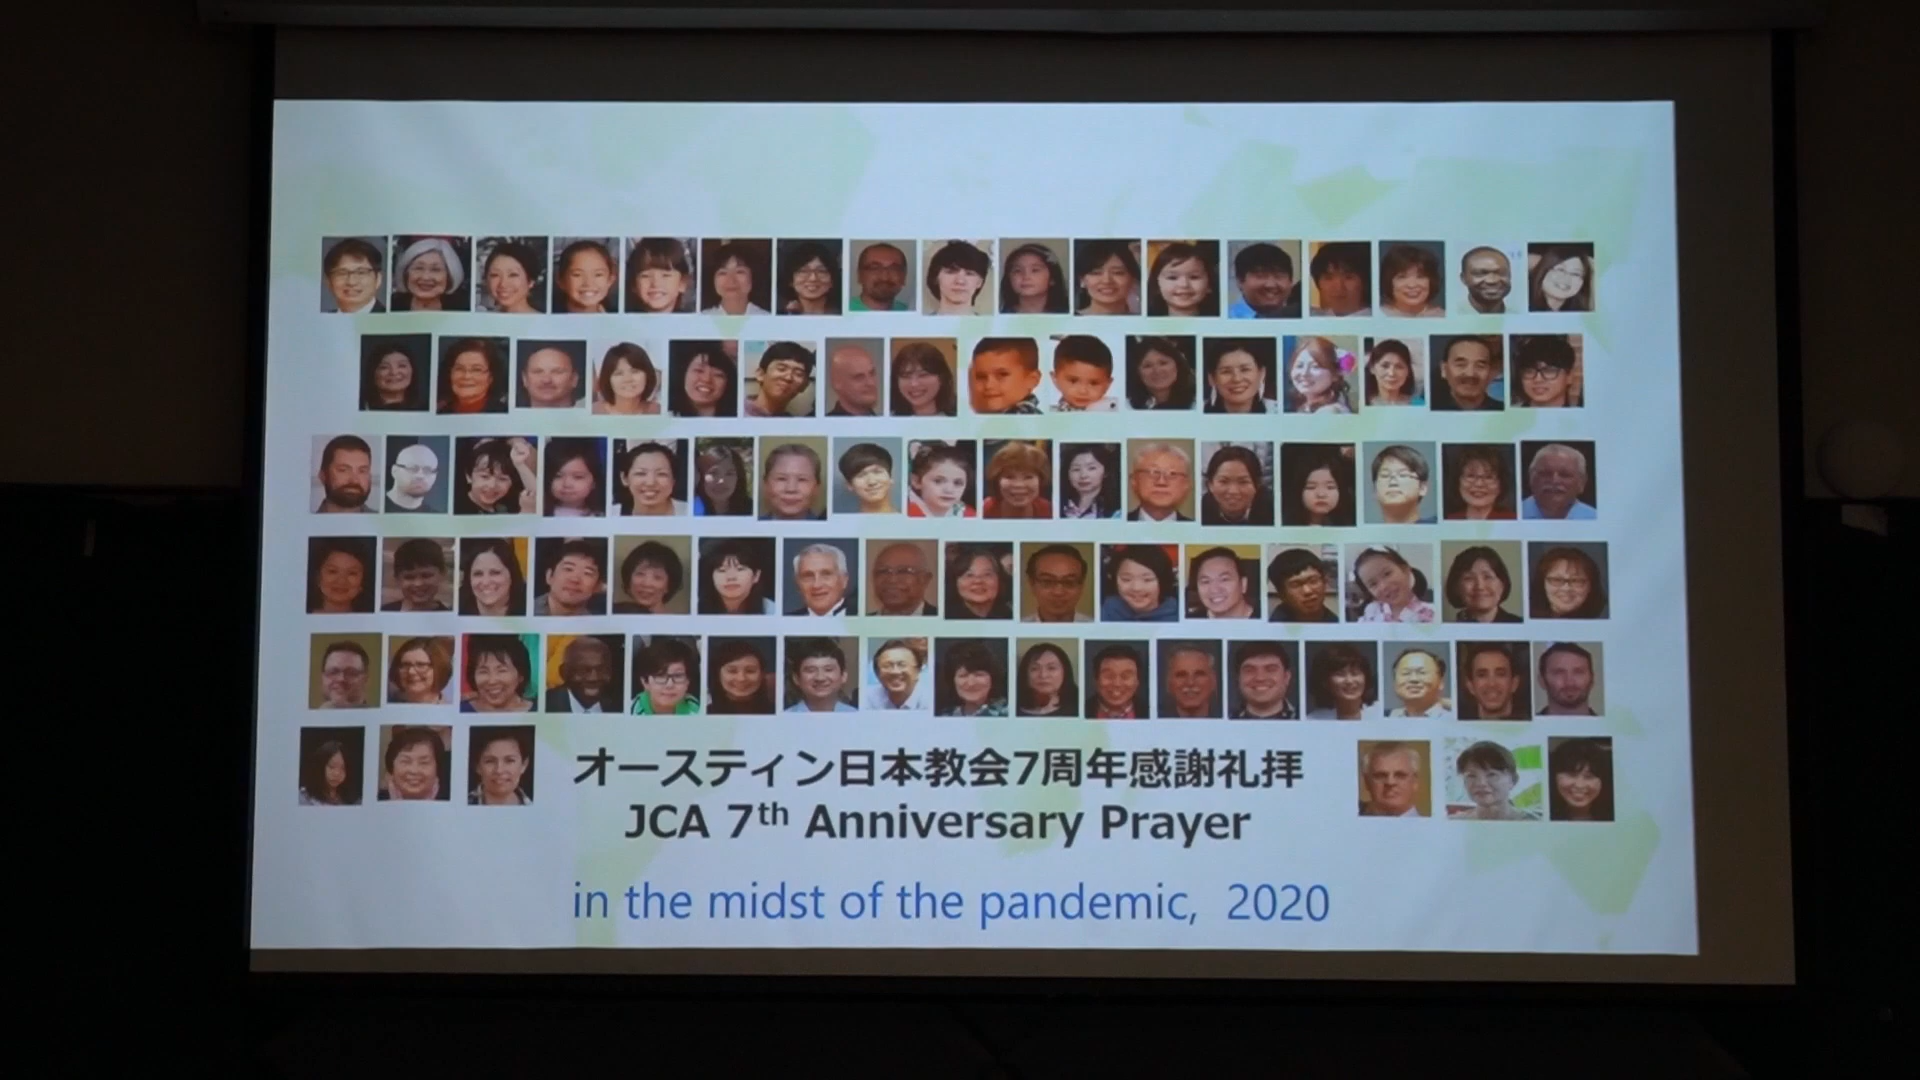 オースティン日本教会7周年感謝礼拝
JCA 7th Anniversary Prayer
in the midst of the pandemic, 2020